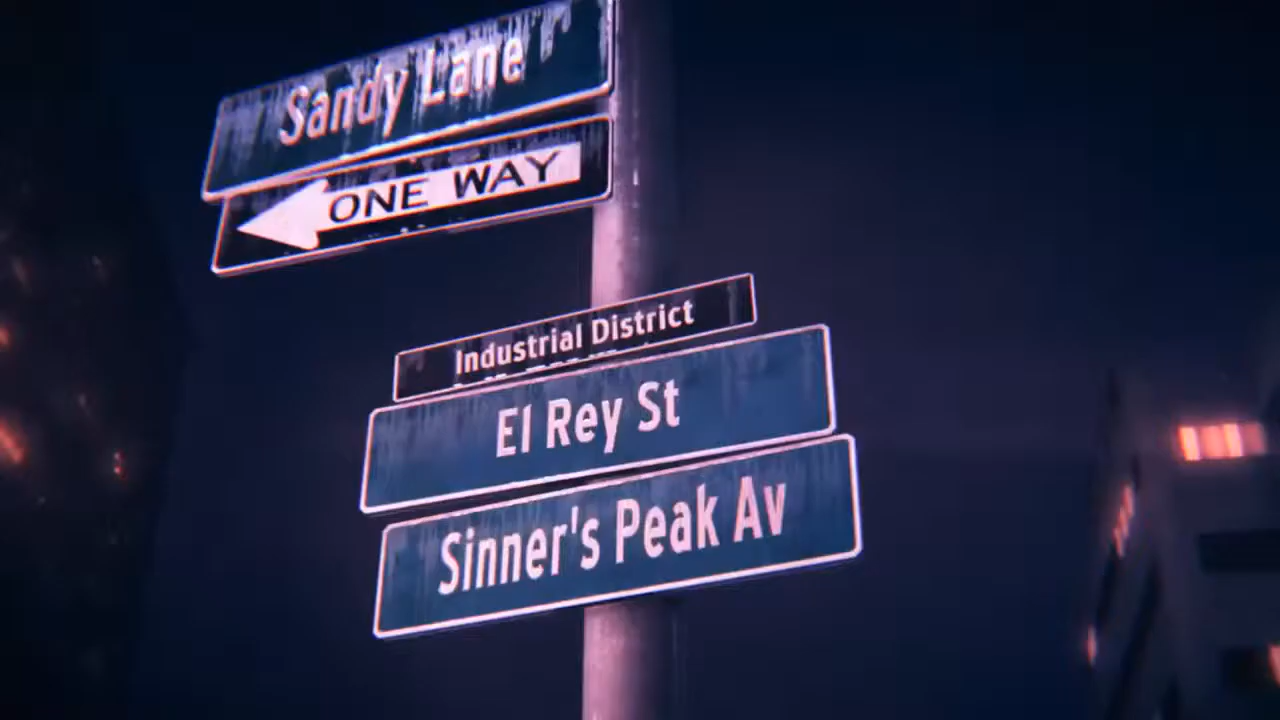 Sandy Lane
ONE WAY
Industrial District
El Rey St
Sinner's Peak Av